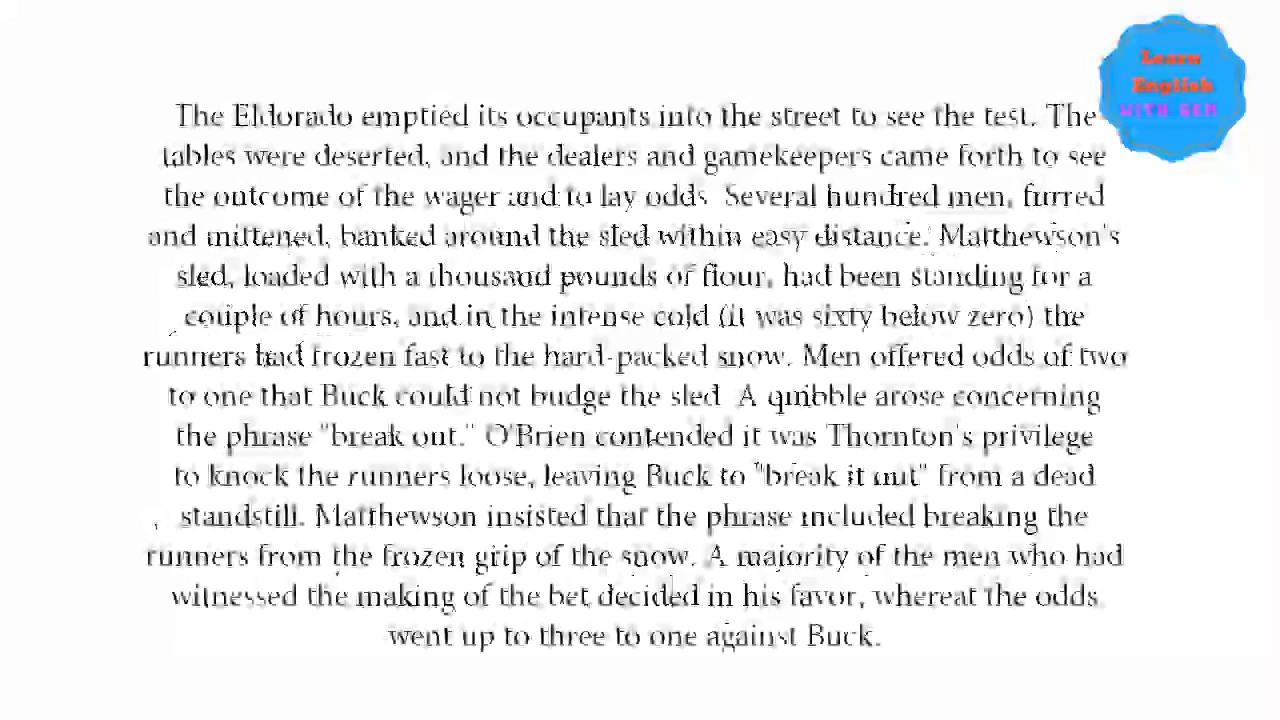 Learn
English
WITH GEM
The Eldorado emptied its occupants into the street to see the test. The
tables were deserted, and the dealers and gamekeepers came forth to see
the outcome of the wager and to lay odds. Several hundred men, furred
and mittened, banked around the sled within easy distance. Matthewson's
sled, loaded with a thousand pounds of flour, had been standing for a
couple of hours, and in the intense cold (it was sixty below zero) the
runners had frozen fast to the hard-packed snow. Men offered odds of two
to one that Buck could not budge the sled. A quibble arose concerning
the phrase "break out." O'Brien contended it was Thornton's privilege
to knock the runners loose, leaving Buck to "break it out" from a dead
standstill. Matthewson insisted that the phrase included breaking the
runners from the frozen grip of the snow. A majority of the men who had
witnessed the making of the bet decided in his favor, whereat the odds
went up to three to one against Buck.